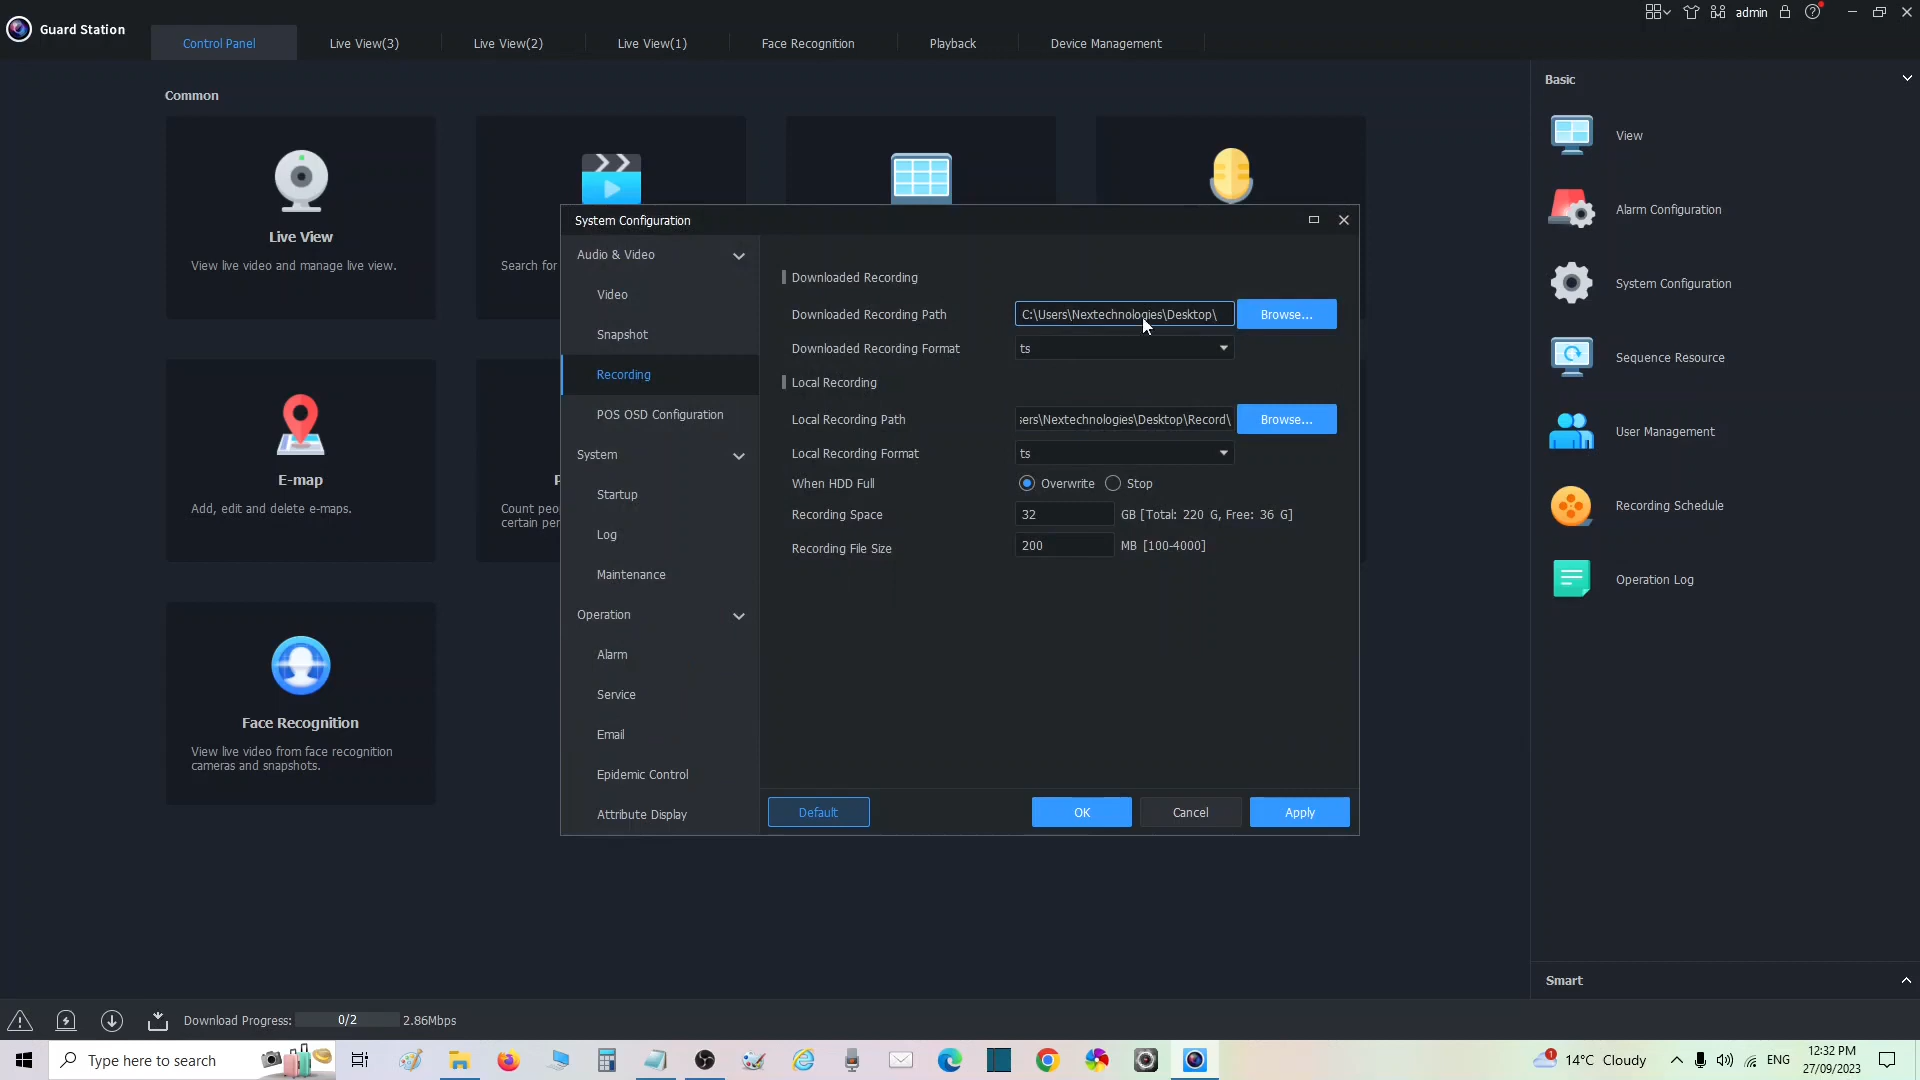 Guard Station
Control Panel
Live View(3)
Live View(2)
Live View(1)
Face Recognition
Playback
Device Management
admin
Common
Live View
View live video and manage live view.
Search for
E-map
Add, edit and delete e-maps.
Count peo
certain per
Face Recognition
View live video from face recognition
cameras and snapshots.
System Configuration
Audio & Video
Video
Snapshot
Recording
POS OSD Configuration
System
Startup
Log
Maintenance
Operation
Alarm
Service
Email
Epidemic Control
Attribute Display
Downloaded Recording
Downloaded Recording Path C:\Users\Nextechnologies\Desktop\ Browse...
Downloaded Recording Format ts
Local Recording
Local Recording Path sers\Nextechnologies\Desktop\Record\ Browse...
Local Recording Format ts
When HDD Full Overwrite Stop
Recording Space 32 GB [Total: 220 G, Free: 36 G]
Recording File Size 200 MB [100-4000]
Default OK Cancel Apply
Basic
View
Alarm Configuration
System Configuration
Sequence Resource
User Management
Recording Schedule
Operation Log
Smart
Download Progress: 0/2 2.86Mbps
Type here to search
1 14°C Cloudy ENG
12:32 PM
27/09/2023